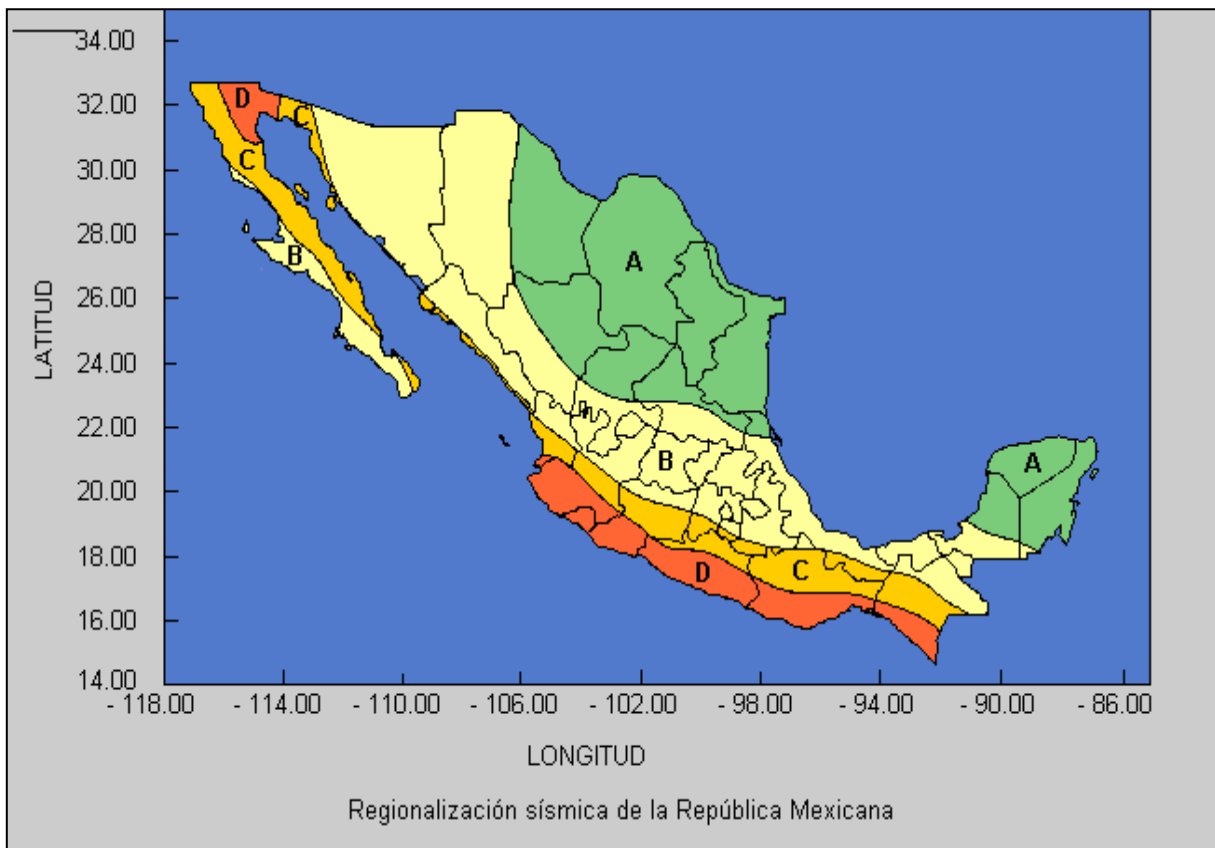 34.00
32.00
30.00
28.00
26.00
24.00
22.00
20.00
18.00
16.00
14.00
LATITUD
D
C
C
B
A
A
B
C
D
- 118.00 - 114.00 - 110.00 - 106.00 - 102.00 - 98.00 - 94.00 - 90.00 - 86.00
LONGITUD
Regionalización sísmica de la República Mexicana